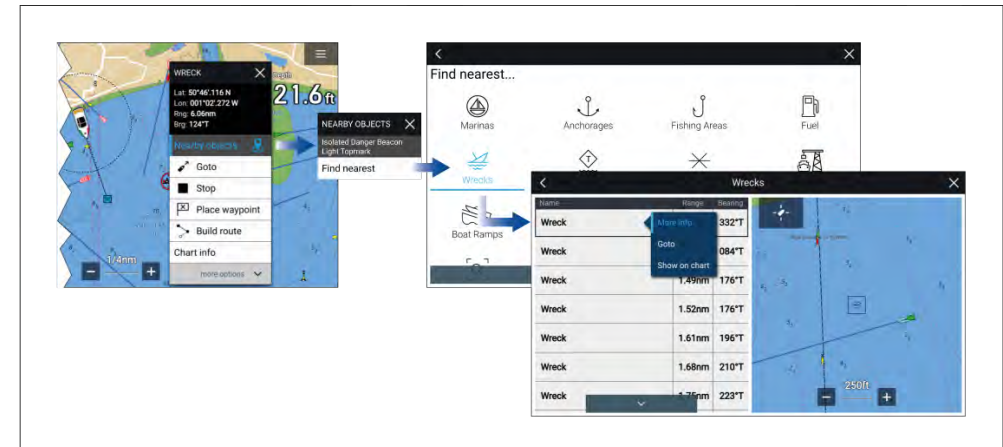 WRECK
Lat: 50°46'.116 N
Lon: 001°02'.272 W
Rng: 6.06nm
Brg: 124°T
Nearby objects
Goto
Stop
Place waypoint
Build route
Chart info
more options
Depth
21.6ft
1/4nm
NEARBY OBJECTS
Isolated Danger Beacon
Light Topmark
Find nearest
Find nearest...
Marinas
Anchorages
Fishing Areas
Fuel
Wrecks
Boat Ramps
Wrecks
Name Range Bearing
Wreck 332°T
Wreck 084°T
Wreck 1.49nm 176°T
Wreck 1.52nm 176°T
Wreck 1.61nm 196°T
Wreck 1.68nm 210°T
Wreck 1.75nm 223°T
More info
Goto
Show on chart
250ft